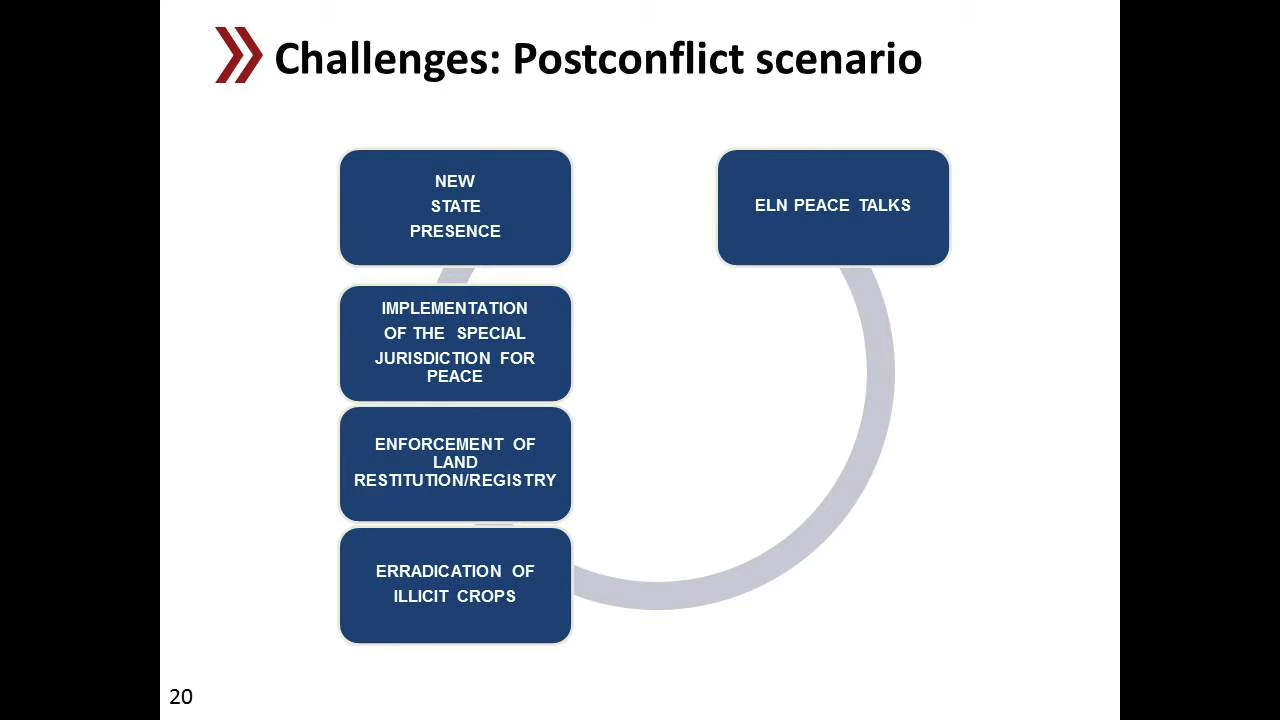 Challenges: Postconflict scenario
NEW
STATE
PRESENCE
IMPLEMENTATION
OF THE SPECIAL
JURISDICTION FOR
PEACE
ENFORCEMENT OF
LAND
RESTITUTION/REGISTRY
ERRADICATION OF
ILLICIT CROPS
ELN PEACE TALKS
20